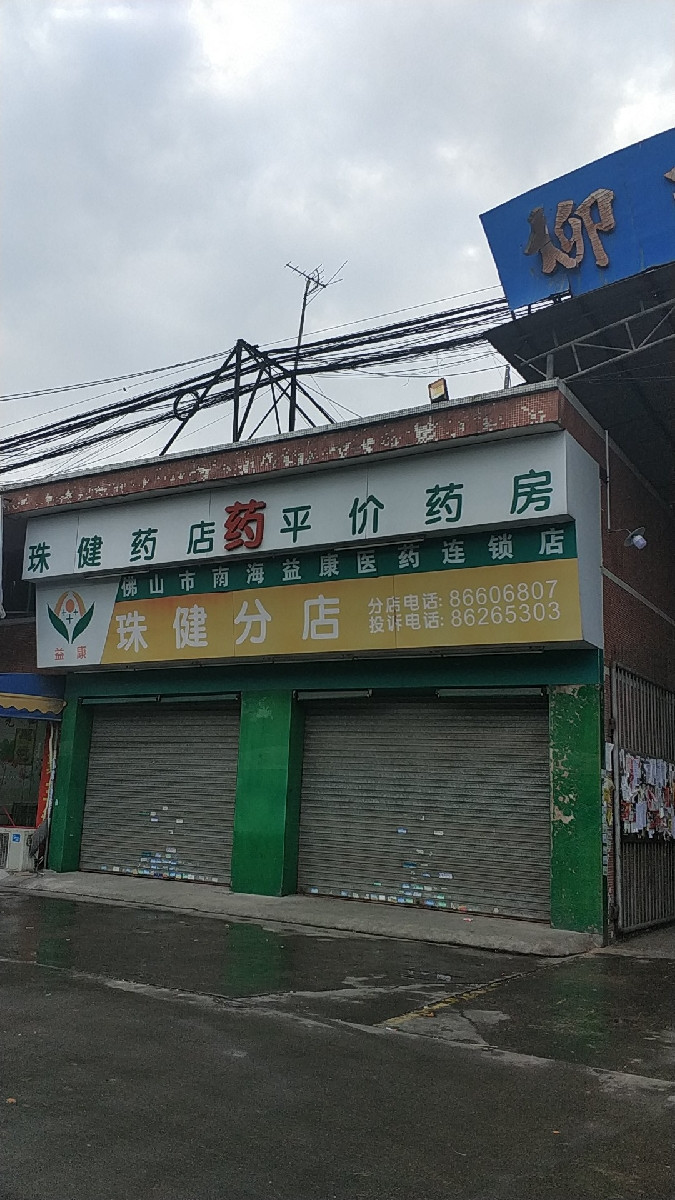 柳
珠健药店药平价药房
佛山市南海益康医药连锁店
益康
珠健分店
分店电话:86606807
投诉电话:86265303